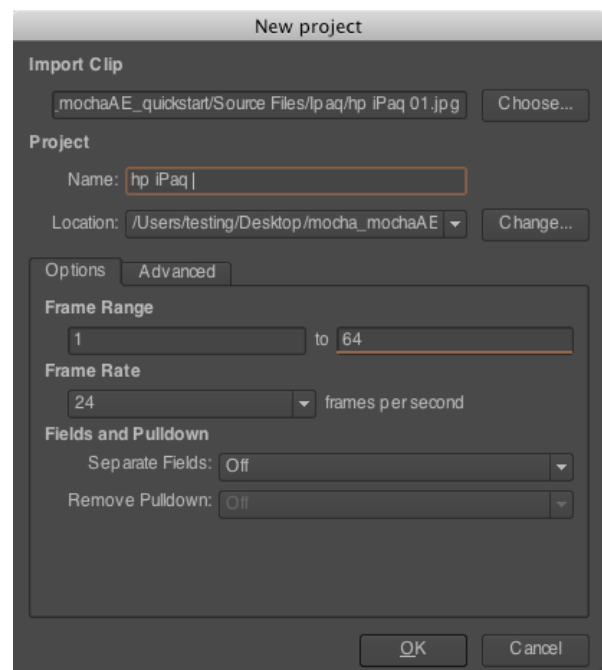 New project
Import Clip
_mochaAE_quickstart/Source Files/Ipaq/hp iPaq 01.jpg Choose...
Project
Name: hp iPaq
Location: /Users/testing/Desktop/mocha_mochaAE Change...
Options Advanced
Frame Range
1 to 64
Frame Rate
24 frames per second
Fields and Pulldown
Separate Fields: Off
Remove Pulldown: Off
OK Cancel